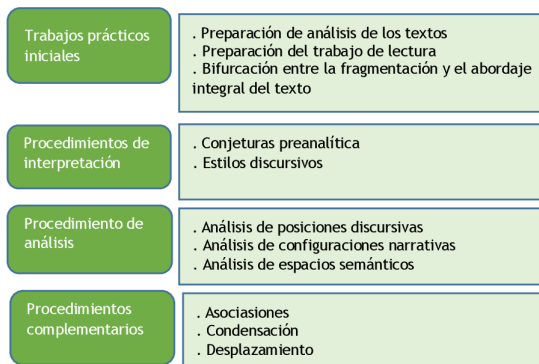 Trabajos prácticos
iniciales
. Preparación de análisis de los textos
. Preparación del trabajo de lectura
. Bifurcación entre la fragmentación y el abordaje
integral del texto
Procedimientos de
interpretación
. Conjeturas preanalítica
. Estilos discursivos
Procedimiento de
análisis
. Análisis de posiciones discursivas
. Análisis de configuraciones narrativas
. Análisis de espacios semánticos
Procedimientos
complementarios
. Asociasiones
. Condensación
. Desplazamiento